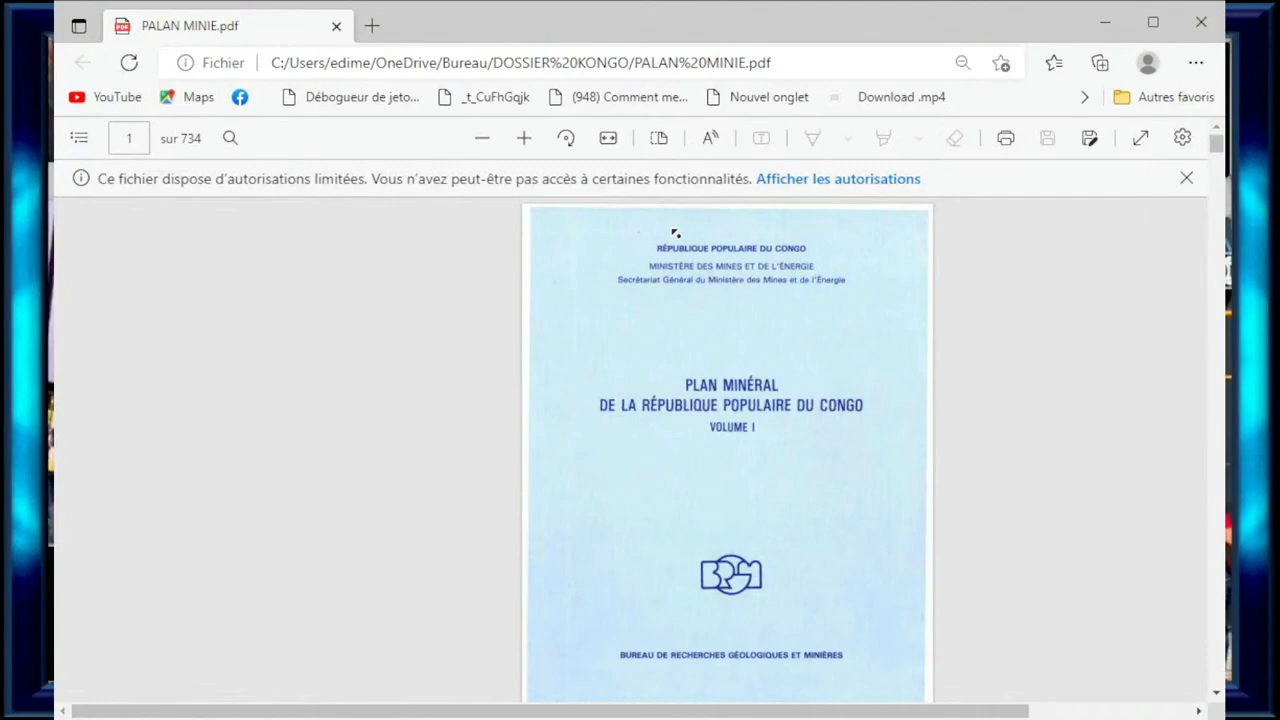 PALAN MINIE.pdf
Fichier C:/Users/edime/OneDrive/Bureau/DOSSIER%20KONGO/PALAN%20MINIE.pdf
YouTube Maps Débogueur de jeto... _t_CuFhGqjk (948) Comment me... Nouvel onglet Download .mp4 Autres favoris
1 sur 734
Ce fichier dispose d'autorisations limitées. Vous n'avez peut-être pas accès à certaines fonctionnalités. Afficher les autorisations
RÉPUBLIQUE POPULAIRE DU CONGO
MINISTÈRE DES MINES ET DE L'ÉNERGIE
Secrétariat Général du Ministère des Mines et de l'Énergie
PLAN MINÉRAL
DE LA RÉPUBLIQUE POPULAIRE DU CONGO
VOLUME I
BRGM
BUREAU DE RECHERCHES GÉOLOGIQUES ET MINIÈRES